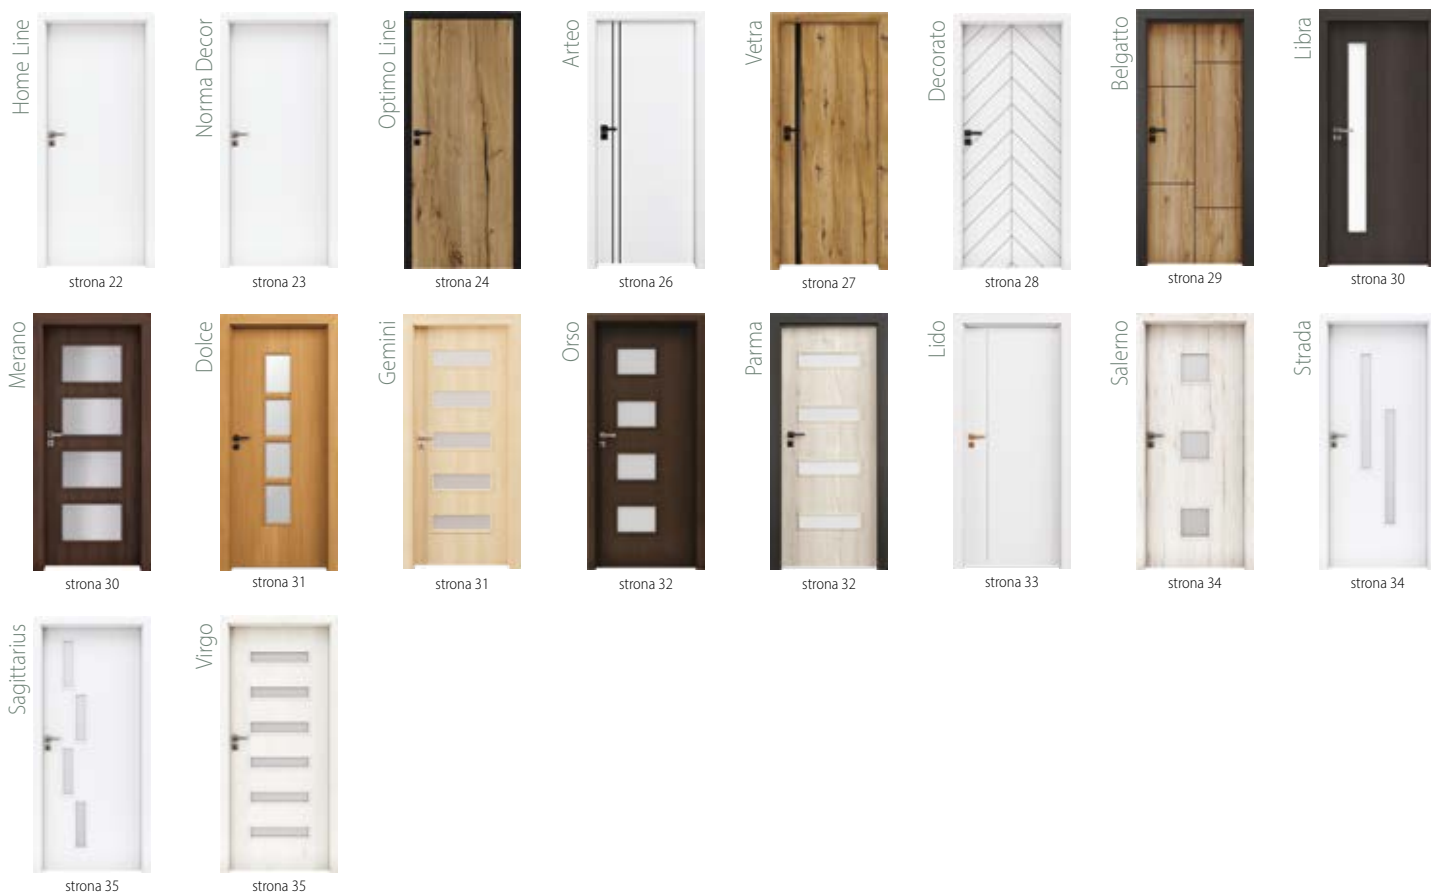 Home Line
Norma Decor
Optimo Line
Arteo
Vetra
Decorato
Belgatto
Libra
strona 22
strona 23
strona 24
strona 26
strona 27
strona 28
strona 29
strona 30
Merano
Dolce
Gemini
Orso
Parma
Lido
Salerno
Strada
strona 30
strona 31
strona 31
strona 32
strona 32
strona 33
strona 34
strona 34
Sagittarius
Virgo
strona 35
strona 35